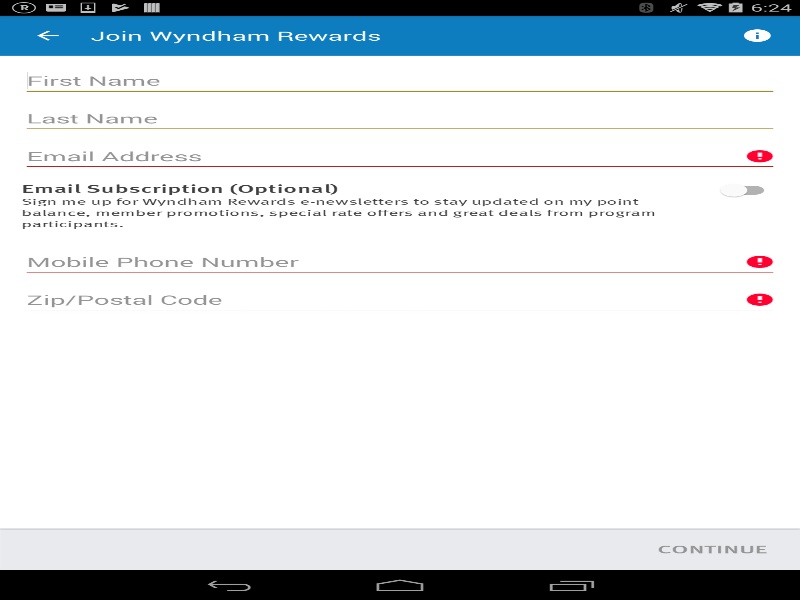 6:24
Join Wyndham Rewards
First Name
Last Name
Email Address
Email Subscription (Optional)
Sign me up for Wyndham Rewards e-newsletters to stay updated on my point
balance, member promotions, special rate offers and great deals from program
participants.
Mobile Phone Number
Zip/Postal Code
CONTINUE